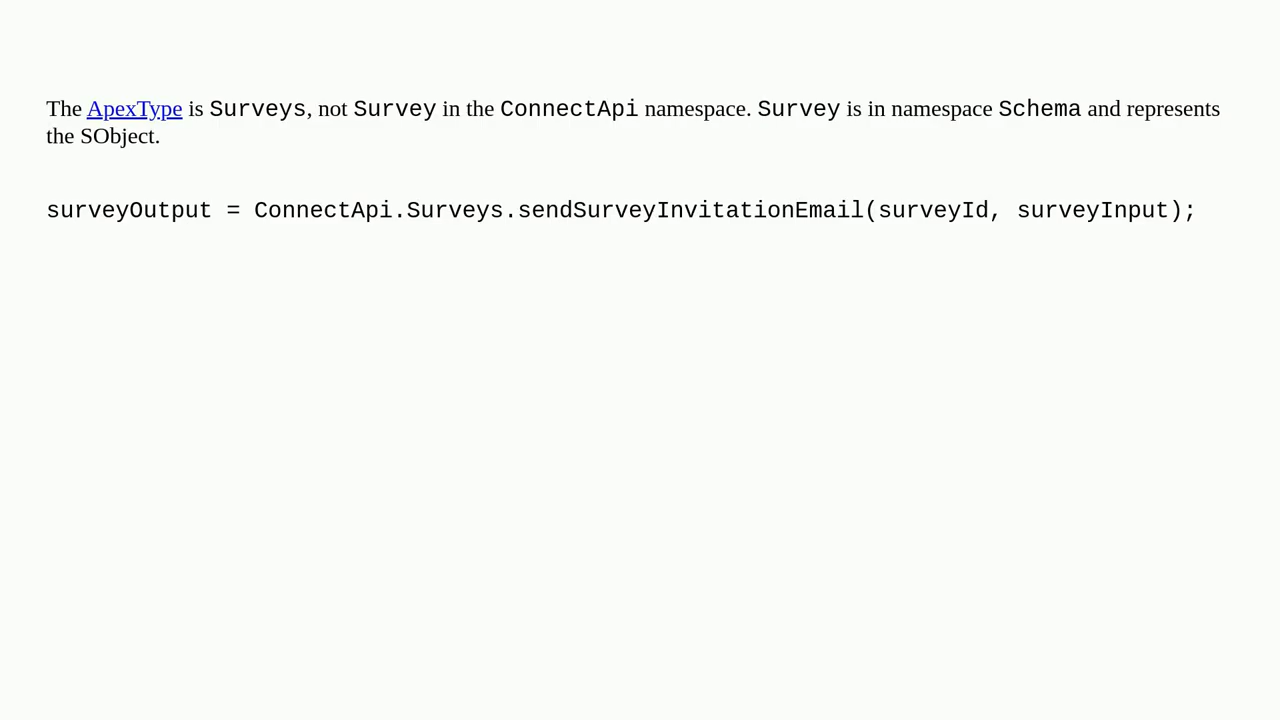 The ApexType is Surveys, not Survey in the ConnectApi namespace. Survey is in namespace Schema and represents
the SObject.
surveyOutput = ConnectApi.Surveys.sendSurveyInvitationEmail(surveyId, surveyInput);